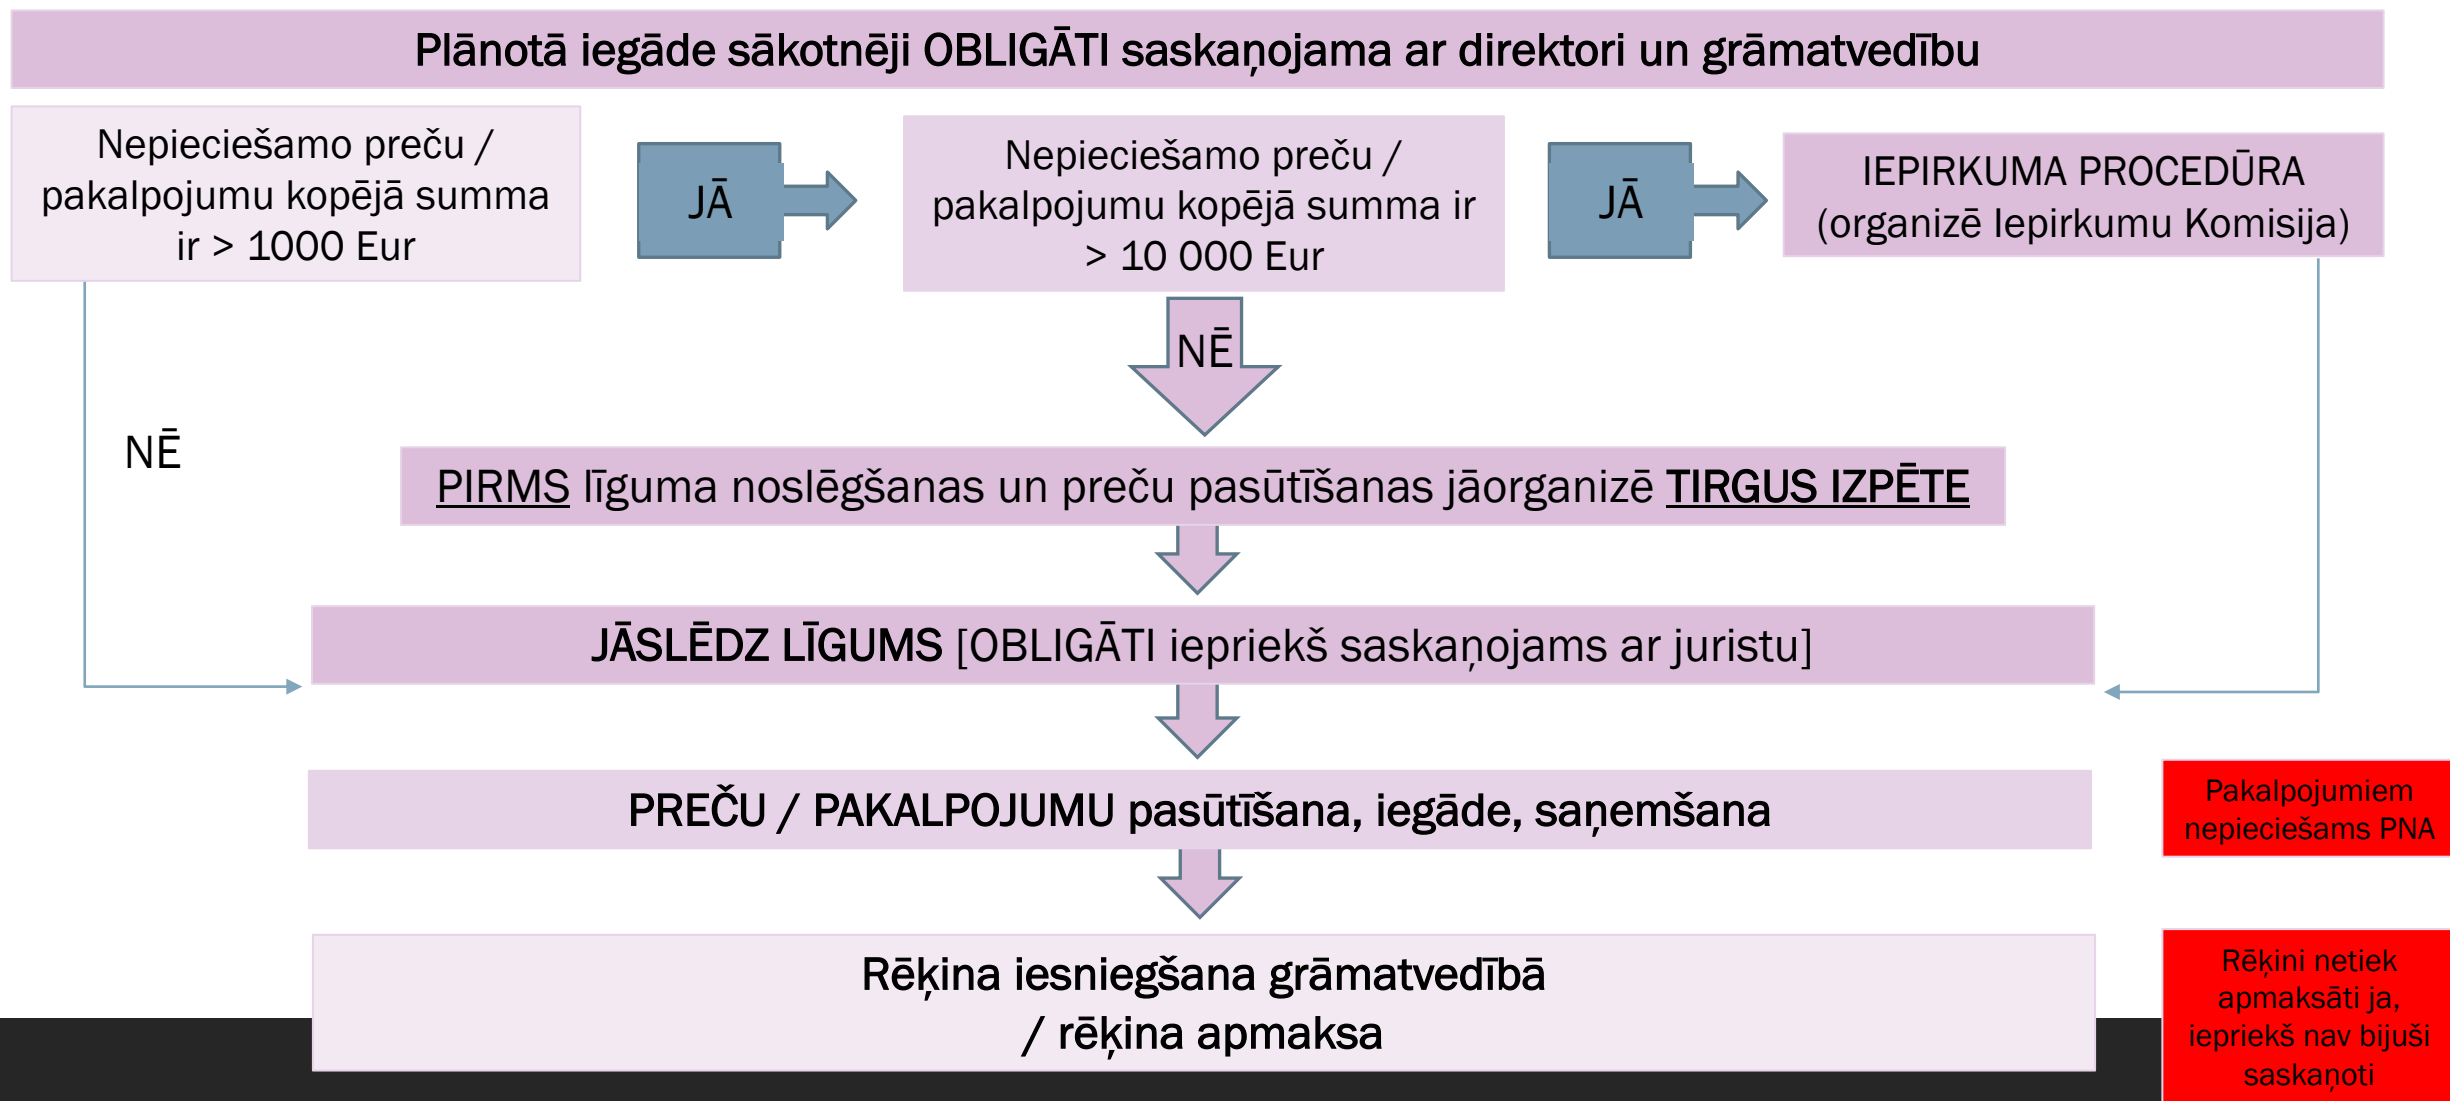 Plānotā iegāde sākotnēji OBLIGĀTI saskaņojama ar direktori un grāmatvedību
Nepieciešamo preču /
pakalpojumu kopējā summa
ir > 1000 Eur
JĀ
Nepieciešamo preču /
pakalpojumu kopējā summa ir
> 10 000 Eur
JĀ
IEPIRKUMA PROCEDŪRA
(organizē Iepirkumu Komisija)
NĒ
NĒ
PIRMS līguma noslēgšanas un preču pasūtīšanas jāorganizē TIRGUS IZPĒTE
JĀSLĒDZ LĪGUMS [OBLIGĀTI iepriekš saskaņojams ar juristu]
PREČU / PAKALPOJUMU pasūtīšana, iegāde, saņemšana
Pakalpojumiem
nepieciešams PNA
Rēķina iesniegšana grāmatvedībā
/ rēķina apmaksa
Rēķini netiek
apmaksāti ja,
iepriekš nav bijuši
saskaņoti